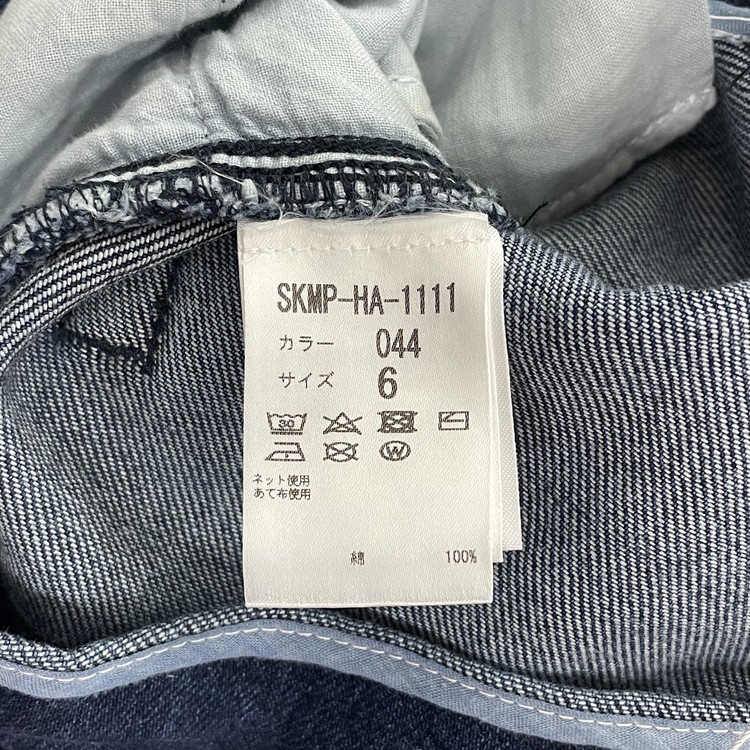 SKMP-HA-1111
カラー 044
サイズ 6
30
W
ネット使用
あて布使用
綿 100%